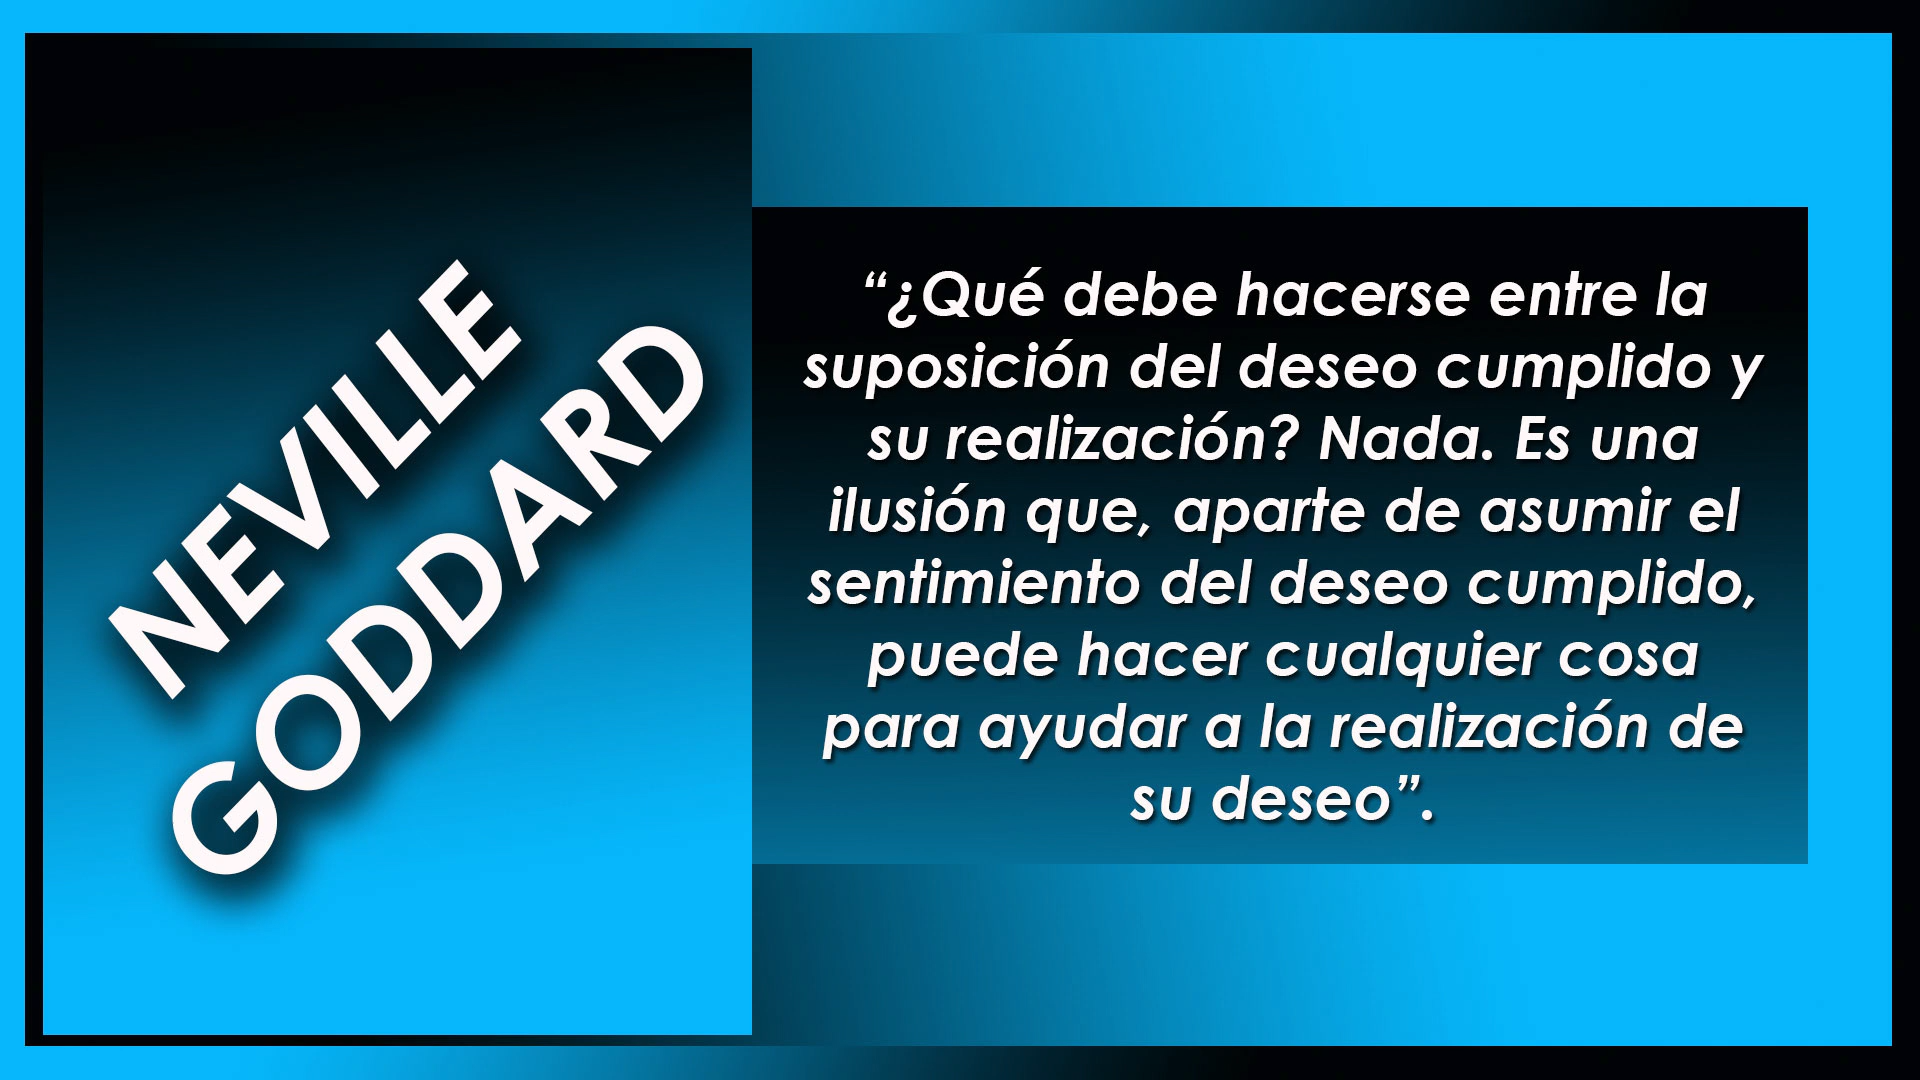 NEVILLE
GODDARD
“¿Qué debe hacerse entre la
suposición del deseo cumplido y
su realización? Nada. Es una
ilusión que, aparte de asumir el
sentimiento del deseo cumplido,
puede hacer cualquier cosa
para ayudar a la realización de
su deseo”.